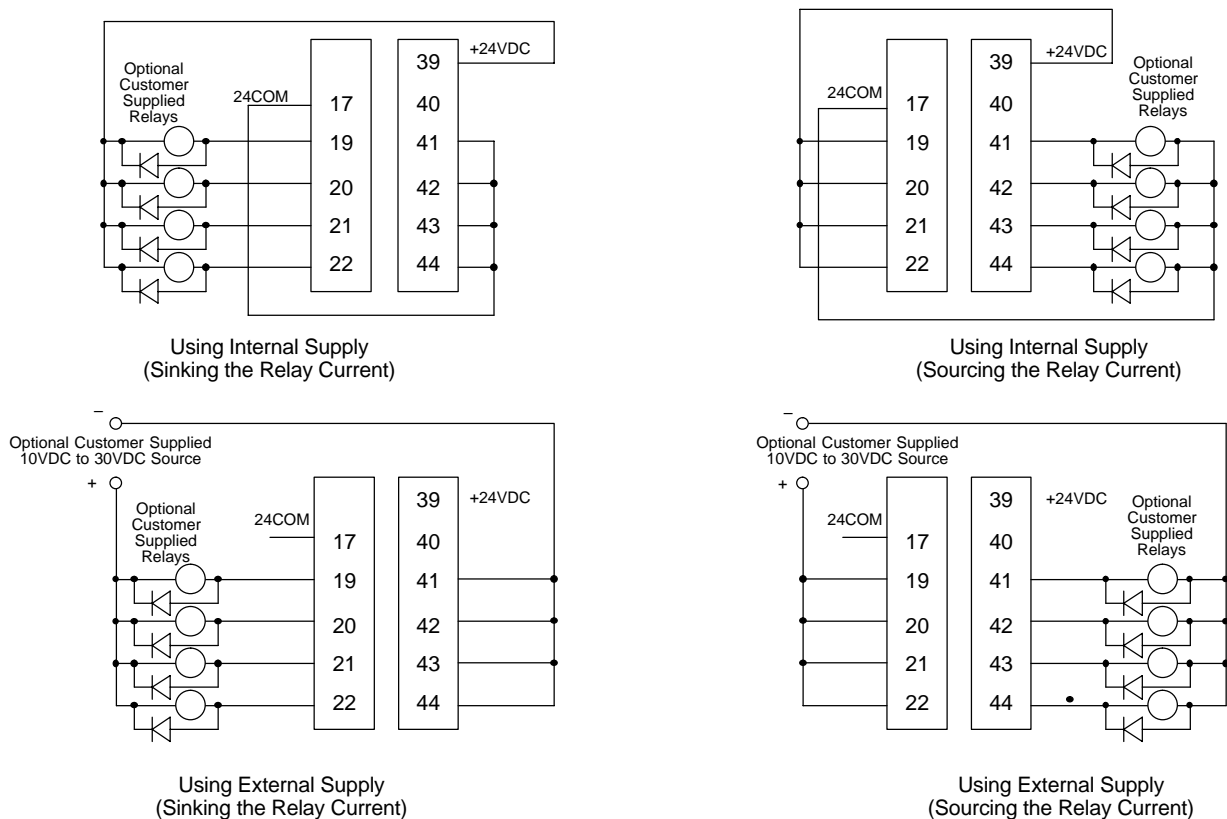 Optional
Customer
Supplied
Relays
24COM
17
19
20
21
22
39
40
41
42
43
44
+24VDC
Using Internal Supply
(Sinking the Relay Current)
24COM
17
19
20
21
22
39
40
41
42
43
44
+24VDC
Optional
Customer
Supplied
Relays
Using Internal Supply
(Sourcing the Relay Current)
–
Optional Customer Supplied
10VDC to 30VDC Source
+
Optional
Customer
Supplied
Relays
24COM
17
19
20
21
22
39
40
41
42
43
44
+24VDC
Using External Supply
(Sinking the Relay Current)
–
Optional Customer Supplied
10VDC to 30VDC Source
+
24COM
17
19
20
21
22
39
40
41
42
43
44
+24VDC
Optional
Customer
Supplied
Relays
Using External Supply
(Sourcing the Relay Current)